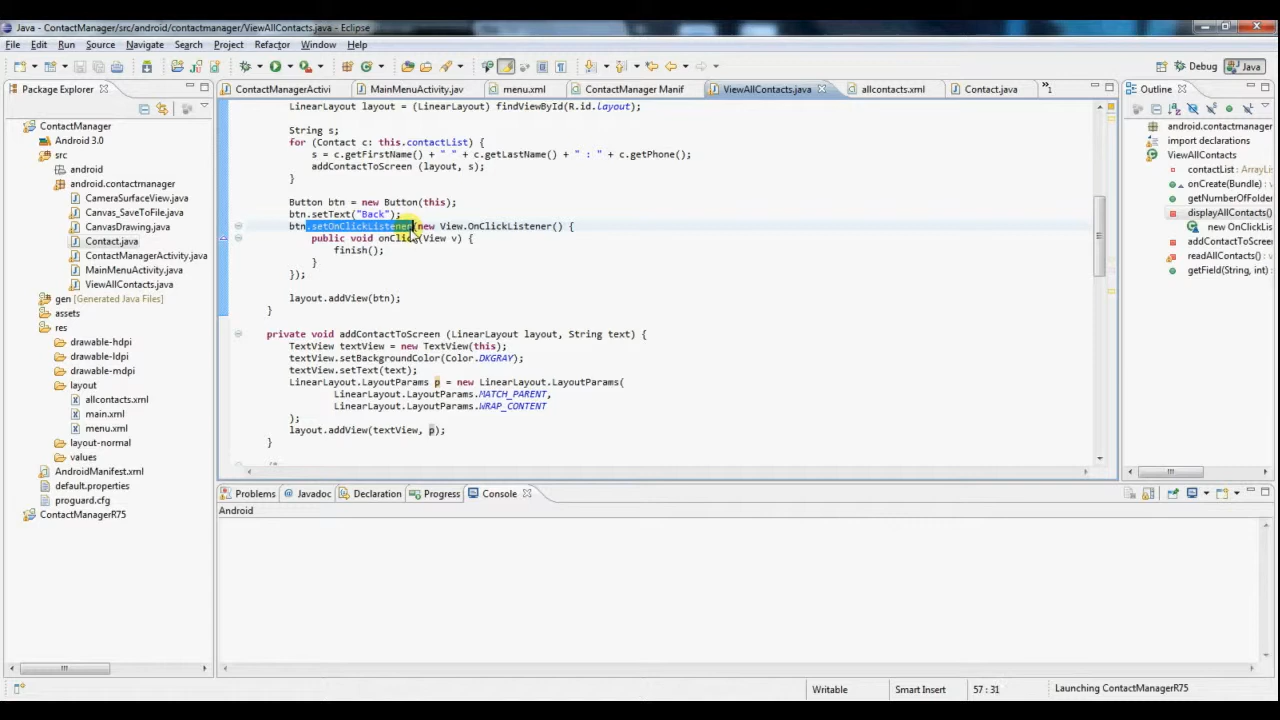 Java - ContactManager/src/android/contactmanager/ViewAllContacts.java - Eclipse
File Edit Run Source Navigate Search Project Refactor Window Help
Debug Java
Package Explorer
ContactManagerActivi MainMenuActivity.jav menu.xml ContactManager Manif ViewAllContacts.java allcontacts.xml Contact.java »1
Outline
ContactManager
Android 3.0
src
android
android.contactmanager
CameraSurfaceView.java
Canvas_SaveToFile.java
CanvasDrawing.java
Contact.java
ContactManagerActivity.java
MainMenuActivity.java
ViewAllContacts.java
gen [Generated Java Files]
assets
res
drawable-hdpi
drawable-ldpi
drawable-mdpi
layout
allcontacts.xml
main.xml
menu.xml
layout-normal
values
AndroidManifest.xml
default.properties
proguard.cfg
ContactManagerR75
LinearLayout layout = (LinearLayout) findViewById(R.id.layout);
String s;
for (Contact c: this.contactList) {
s = c.getFirstName() + " " + c.getLastName() + " : " + c.getPhone();
addContactToScreen (layout, s);
}
Button btn = new Button(this);
btn.setText("Back");
btn.setOnClickListener(new View.OnClickListener() {
public void onClick(View v) {
finish();
}
});
layout.addView(btn);
}
private void addContactToScreen (LinearLayout layout, String text) {
TextView textView = new TextView(this);
textView.setBackgroundColor(Color.DKGRAY);
textView.setText(text);
LinearLayout.LayoutParams p = new LinearLayout.LayoutParams(
LinearLayout.LayoutParams.MATCH_PARENT,
LinearLayout.LayoutParams.WRAP_CONTENT
);
layout.addView(textView, p);
}
android.contactmanager
import declarations
ViewAllContacts
contactList : ArrayL
onCreate(Bundle) :
getNumberOfFolder
displayAllContacts()
new OnClickLis
addContactToScree
readAllContacts() :
getField(String, int)
Problems Javadoc Declaration Progress Console
Android
Writable Smart Insert 57 : 31 Launching ContactManagerR75